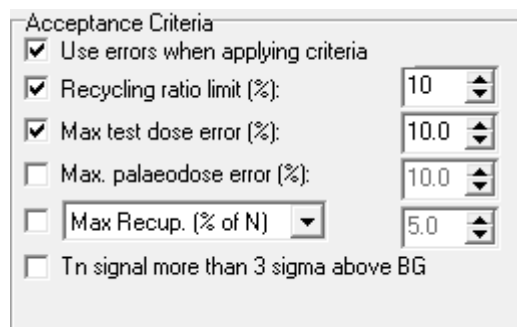 Acceptance Criteria
Use errors when applying criteria
Recycling ratio limit (%): 10
Max test dose error (%): 10.0
Max. palaeodose error (%): 10.0
Max Recup. (% of N) 5.0
Tn signal more than 3 sigma above BG